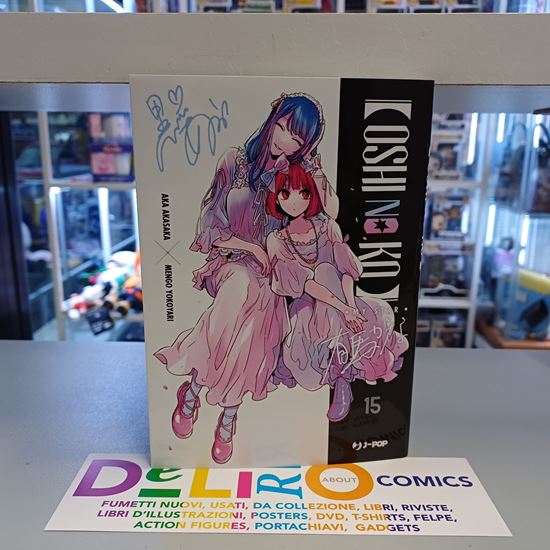 【OSHI NO KO】
AKA AKASAKA × MENGO YOKOYARI
15
J-POP
DeLiRiO ABOUT COMICS
FUMETTI NUOVI, USATI, DA COLLEZIONE, LIBRI, RIVISTE,
LIBRI D'ILLUSTRAZIONI, POSTERS, DVD, T-SHIRTS, FELPE,
ACTION FIGURES, PORTACHIAVI, GADGETS